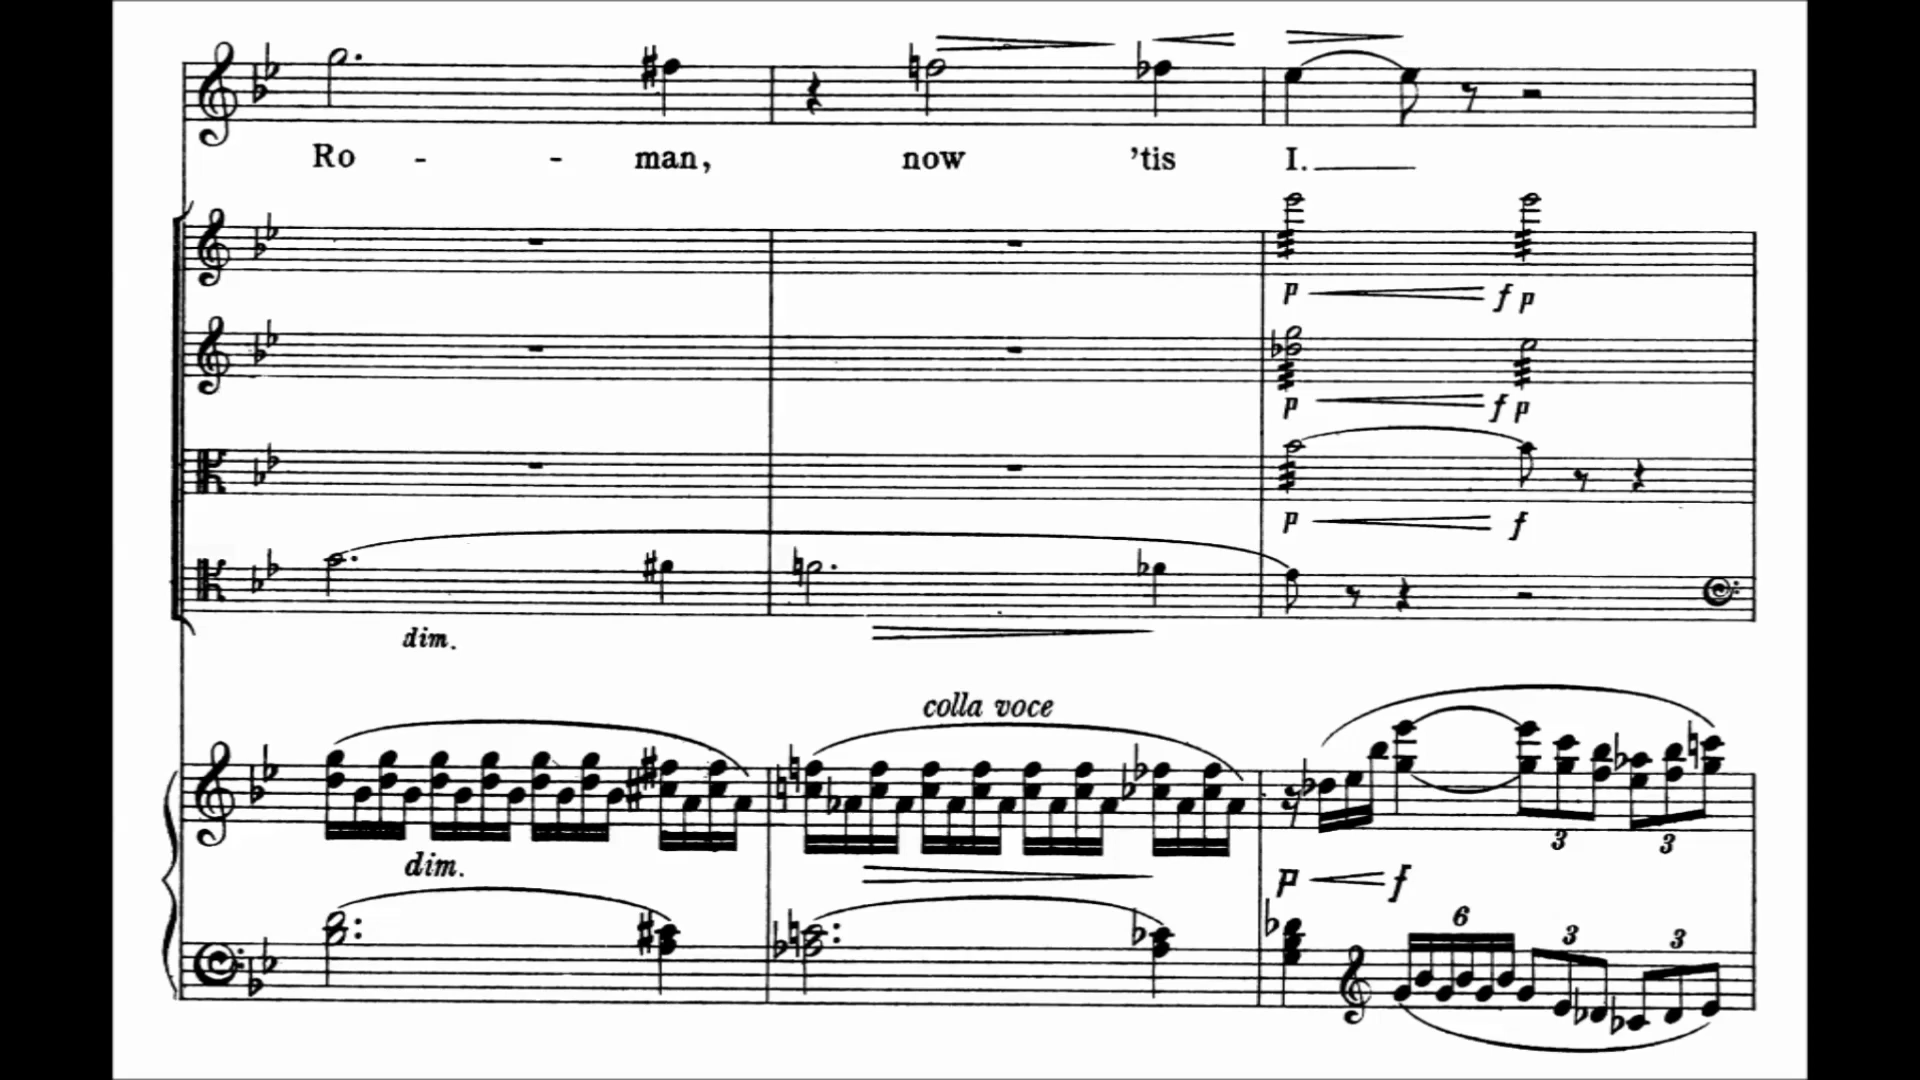 Ro - - man, now 'tis I.
p f p
p f p
p f
dim.
colla voce
3 3
dim.
p f
6 3 3